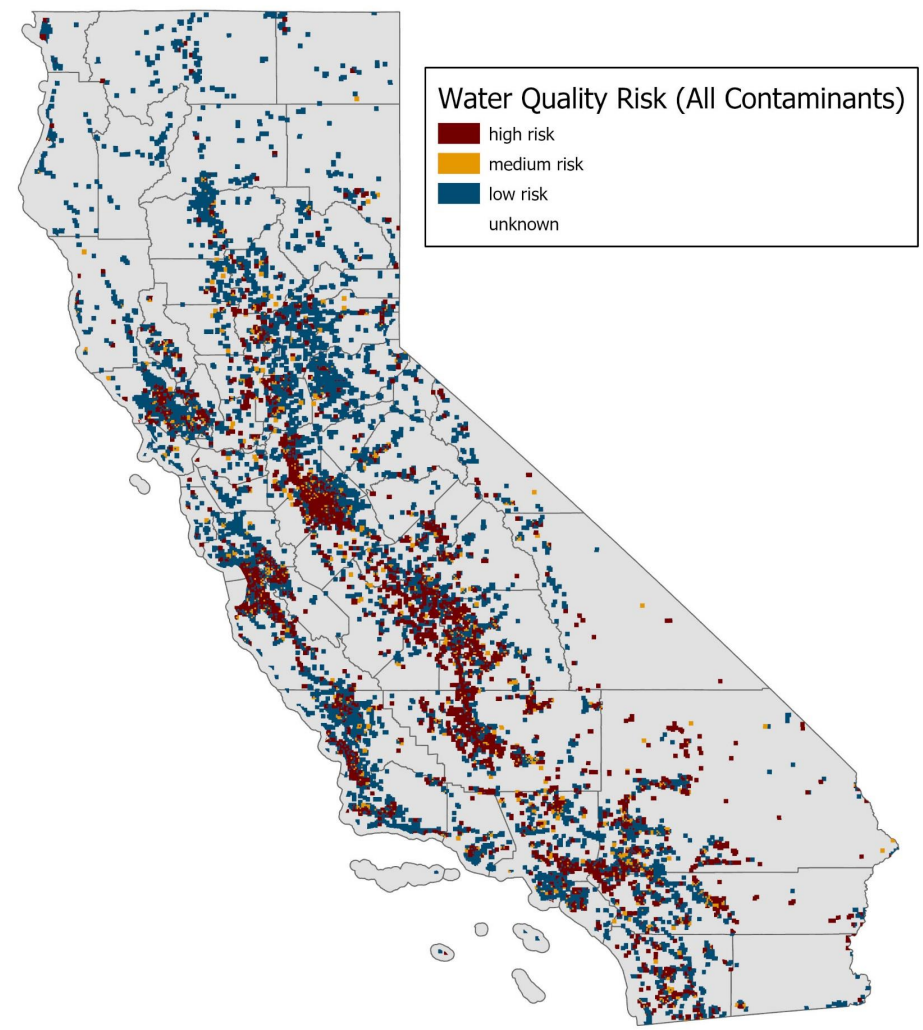 Water Quality Risk (All Contaminants)
high risk
medium risk
low risk
unknown